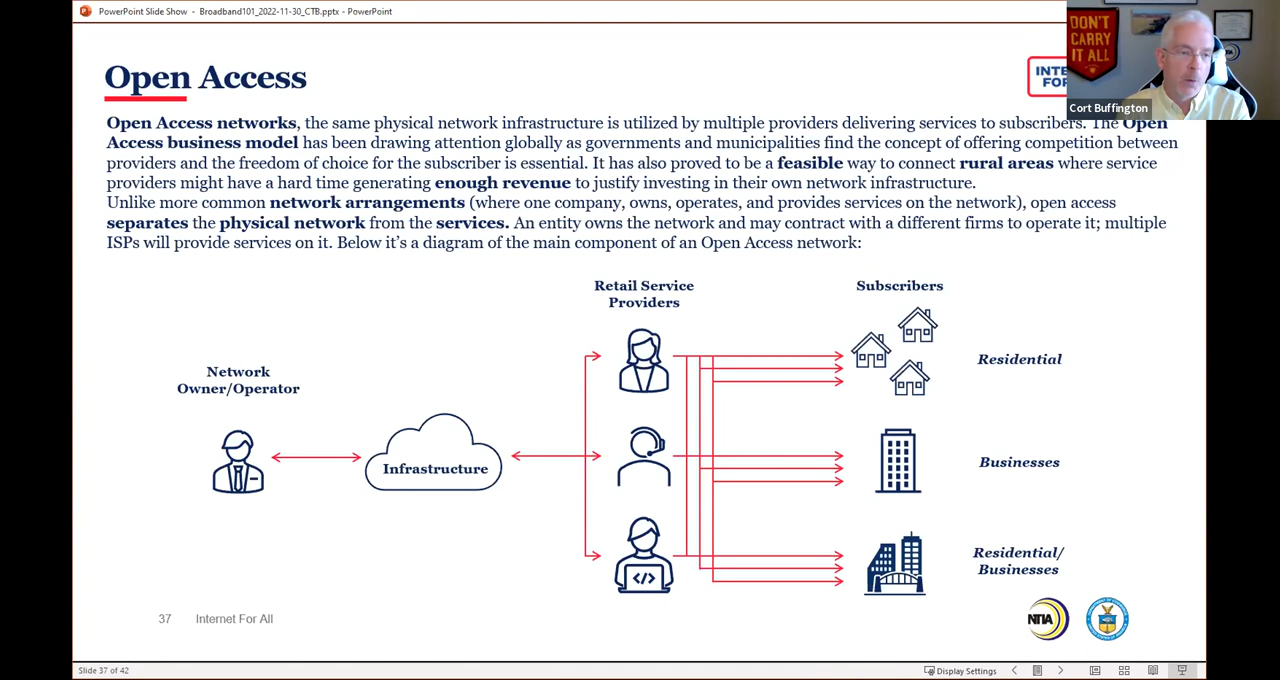 PowerPoint Slide Show - Broadband101_2022-11-30_CTB.pptx - PowerPoint
DON'T
CARRY
IT ALL
Cort Buffington
Open Access
INTE
FOR
Open Access networks, the same physical network infrastructure is utilized by multiple providers delivering services to subscribers. The Open
Access business model has been drawing attention globally as governments and municipalities find the concept of offering competition between
providers and the freedom of choice for the subscriber is essential. It has also proved to be a feasible way to connect rural areas where service
providers might have a hard time generating enough revenue to justify investing in their own network infrastructure.
Unlike more common network arrangements (where one company, owns, operates, and provides services on the network), open access
separates the physical network from the services. An entity owns the network and may contract with a different firms to operate it; multiple
ISPs will provide services on it. Below it's a diagram of the main component of an Open Access network:
Retail Service
Providers
Subscribers
Network
Owner/Operator
Infrastructure
Residential
Businesses
Residential/
Businesses
</>
37 Internet For All
NTIA
Slide 37 of 42
Display Settings